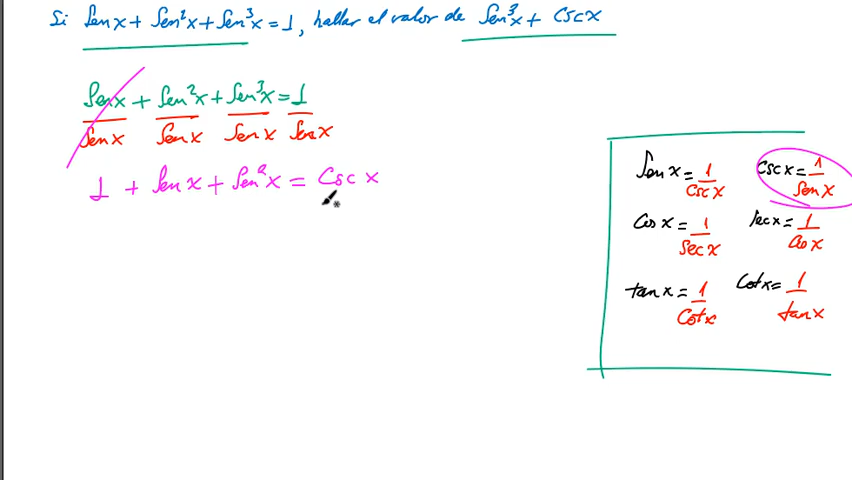 Si Senx + Sen²x + Sen³x = 1, hallar el valor de Sen³x + Cscx
Senx + Sen²x + Sen³x = 1
Senx Senx Senx Senx
1 + Senx + Sen²x = Csc x
Senx = 1/Cscx Cscx = 1/Senx
Cosx = 1/Secx Secx = 1/Cosx
tanx = 1/Cotx Cotx = 1/tanx